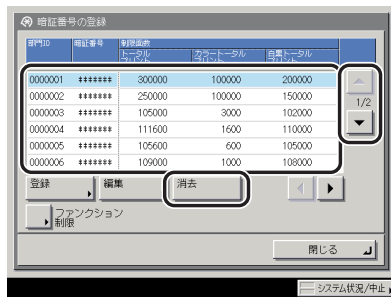 暗証番号の登録
部門ID 暗証番号 制限面数
トータルプリント カラートータルプリント 白黒トータルプリント
0000001 ******* 300000 100000 200000
0000002 ******* 250000 100000 150000
0000003 ******* 105000 3000 102000
0000004 ******* 111600 1600 110000
0000005 ******* 105600 600 105000
0000006 ******* 109000 1000 108000
1/2
登録 編集 消去
ファンクション
制限
閉じる
システム状況/中止